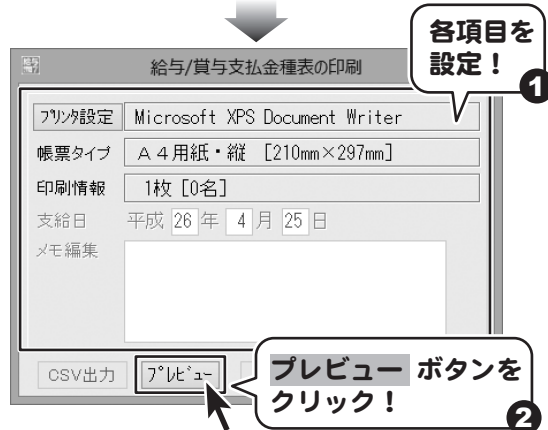 各項目を
設定！
1
給与/賞与支払金種表の印刷
プリンタ設定 Microsoft XPS Document Writer
帳票タイプ A4用紙・縦 [210mm×297mm]
印刷情報 1枚 [0名]
支給日 平成 26 年 4 月 25 日
メモ編集
CSV出力 プレビュー
プレビュー ボタンを
クリック！
2